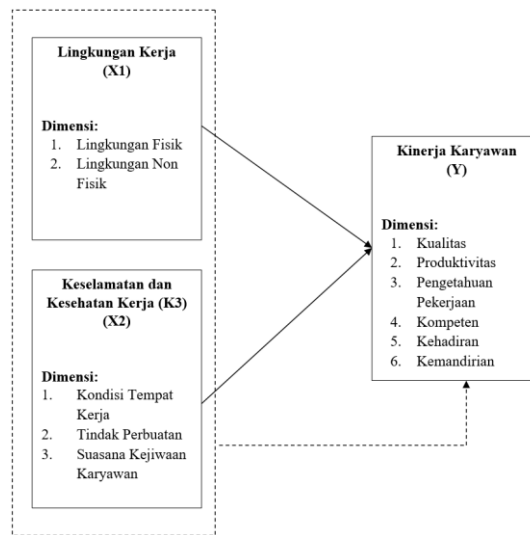 Lingkungan Kerja
(X1)
Dimensi:
1. Lingkungan Fisik
2. Lingkungan Non
Fisik
Keselamatan dan
Kesehatan Kerja (K3)
(X2)
Dimensi:
1. Kondisi Tempat
Kerja
2. Tindak Perbuatan
3. Suasana Kejiwaan
Karyawan
Kinerja Karyawan
(Y)
Dimensi:
1. Kualitas
2. Produktivitas
3. Pengetahuan
Pekerjaan
4. Kompeten
5. Kehadiran
6. Kemandirian